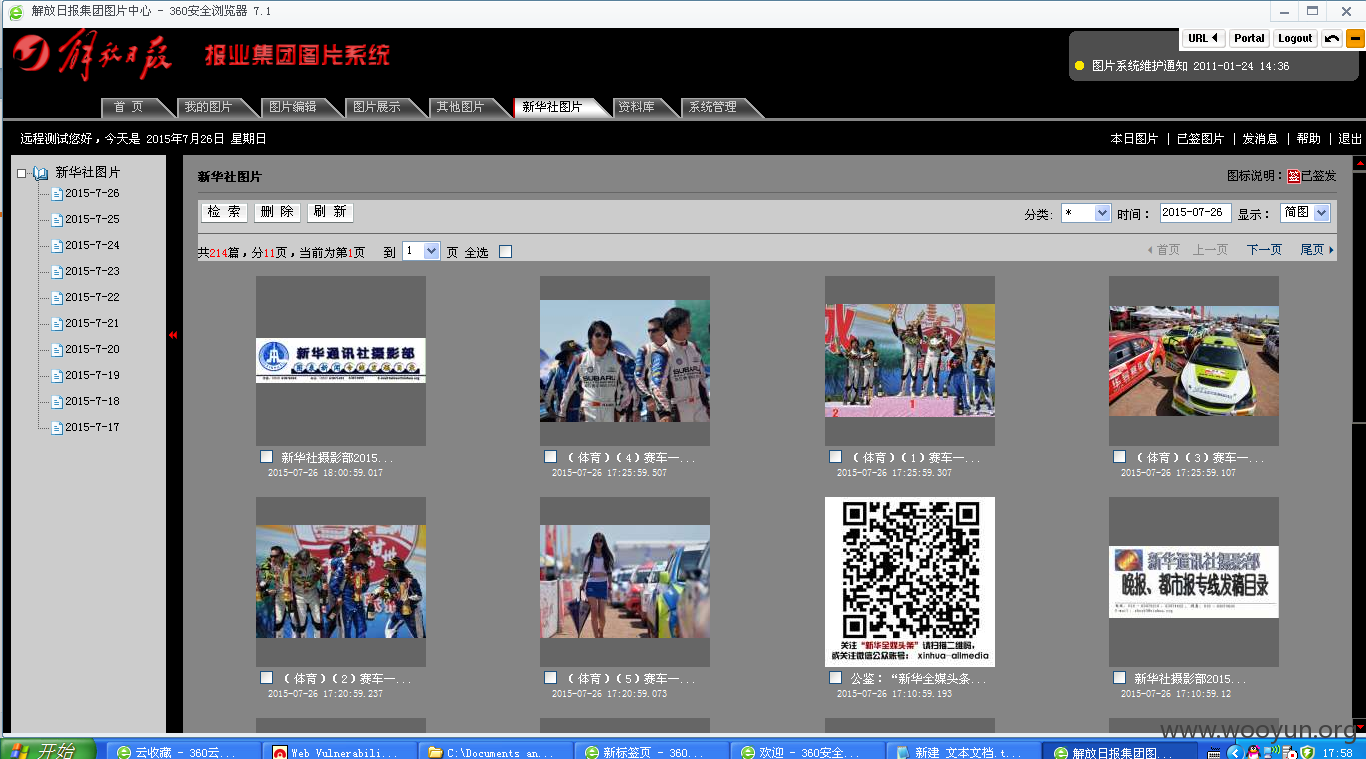 解放日报集团图片中心 - 360安全浏览器 7.1
解放日报 报业集团图片系统
URL Portal Logout
图片系统维护通知 2011-01-24 14:36
首 页 我的图片 图片编辑 图片展示 其他图片 新华社图片 资料库 系统管理
远程测试您好，今天是 2015年7月26日 星期日
本日图片 | 已签图片 | 发消息 | 帮助 | 退出
新华社图片
2015-7-26
2015-7-25
2015-7-24
2015-7-23
2015-7-22
2015-7-21
2015-7-20
2015-7-19
2015-7-18
2015-7-17
新华社图片
图标说明：签已签发
检 索 删 除 刷 新
分类: * 时间： 2015-07-26 显示： 简图
共214篇，分11页，当前为第1页 到 1 页 全选
首页 上一页 下一页 尾页
新华通讯社摄影部
SUBARU
SUBARU
2 1
新华社摄影部2015...
2015-07-26 18:00:59.017
（体育）（4）赛车一...
2015-07-26 17:25:59.507
（体育）（1）赛车一...
2015-07-26 17:25:59.307
（体育）（3）赛车一...
2015-07-26 17:25:59.107
关注“新华全媒头条”请扫描二维码，
或关注微信公众账号： xinhua-allmedia
新华通讯社摄影部
晚报、都市报专线发稿目录
（体育）（2）赛车一...
2015-07-26 17:20:59.237
（体育）（5）赛车一...
2015-07-26 17:20:59.073
公鉴：“新华全媒头条...
2015-07-26 17:10:59.193
新华社摄影部2015...
2015-07-26 17:10:59.12
www.wooyun.org
开始
云收藏 - 360云...
Web Vulnerabili...
C:\Documents an...
新标签页 - 360...
欢迎 - 360安全...
新建 文本文档.t...
解放日报集团图...
17:58